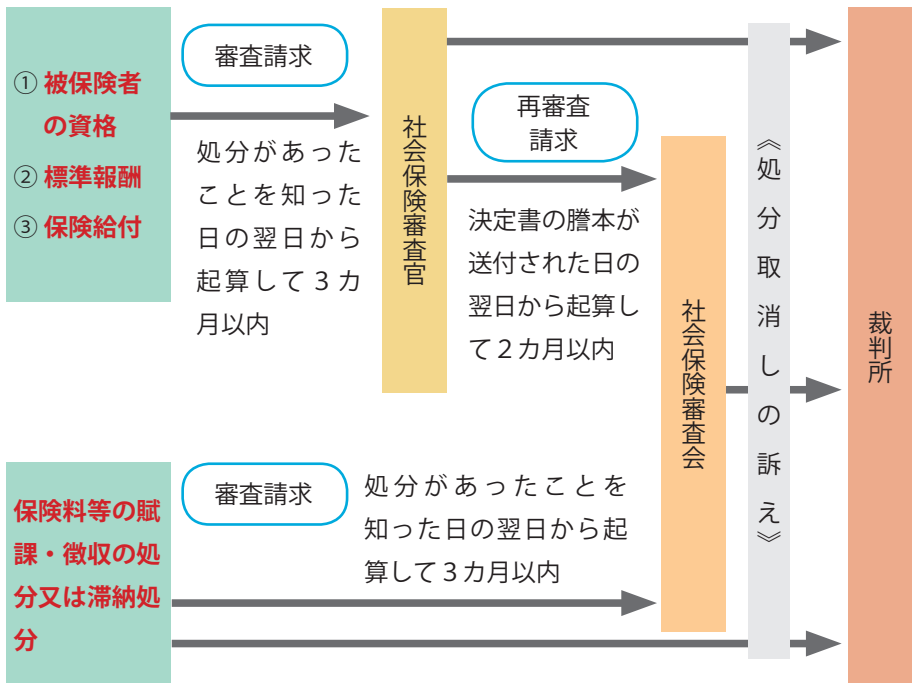 ① 被保険者
の資格
② 標準報酬
③ 保険給付
審査請求
処分があった
ことを知った
日の翌日から
起算して３カ
月以内
社会保険審査官
再審査
請求
決定書の謄本が
送付された日の
翌日から起算し
て２カ月以内
社会保険審査会
《処分取消しの訴え》
裁判所
保険料等の賦
課・徴収の処
分又は滞納処
分
審査請求
処分があったことを
知った日の翌日から起
算して３カ月以内